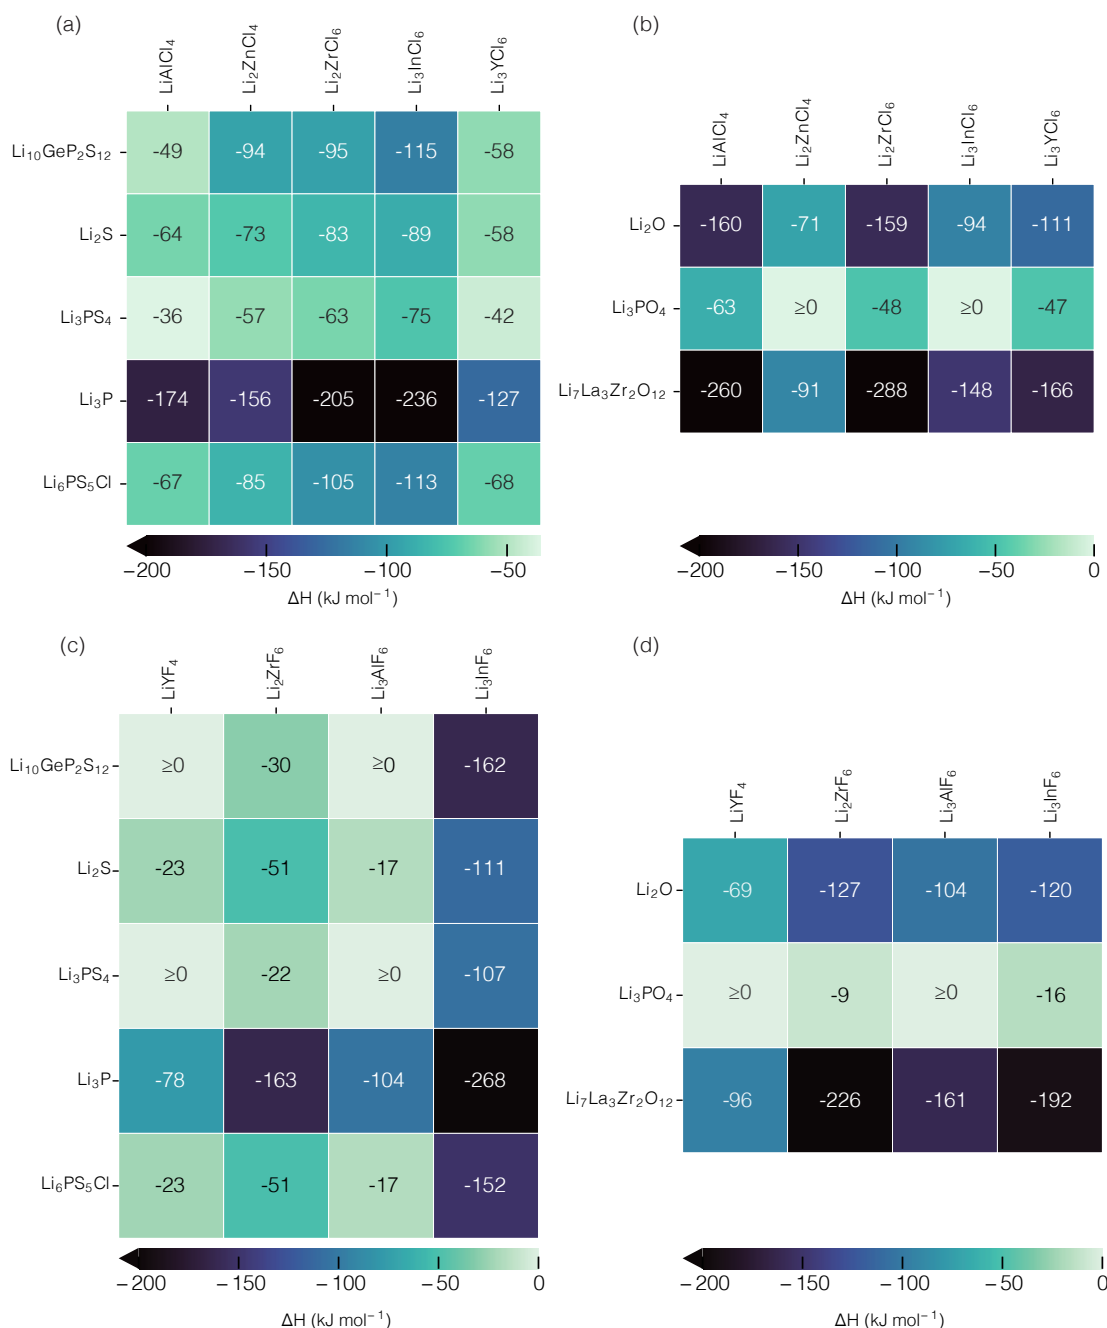 (a)
LiAlCl₄ Li₂ZnCl₄ Li₂ZrCl₆ Li₃InCl₆ Li₃YCl₆
Li₁₀GeP₂S₁₂ -49 -94 -95 -115 -58
Li₂S -64 -73 -83 -89 -58
Li₃PS₄ -36 -57 -63 -75 -42
Li₃P -174 -156 -205 -236 -127
Li₆PS₅Cl -67 -85 -105 -113 -68
−200 −150 −100 −50
ΔH (kJ mol⁻¹)
(b)
LiAlCl₄ Li₂ZnCl₄ Li₂ZrCl₆ Li₃InCl₆ Li₃YCl₆
Li₂O -160 -71 -159 -94 -111
Li₃PO₄ -63 ≥0 -48 ≥0 -47
Li₇La₃Zr₂O₁₂ -260 -91 -288 -148 -166
−200 −150 −100 −50 0
ΔH (kJ mol⁻¹)
(c)
LiYF₄ Li₂ZrF₆ Li₃AlF₆ Li₃InF₆
Li₁₀GeP₂S₁₂ ≥0 -30 ≥0 -162
Li₂S -23 -51 -17 -111
Li₃PS₄ ≥0 -22 ≥0 -107
Li₃P -78 -163 -104 -268
Li₆PS₅Cl -23 -51 -17 -152
−200 −150 −100 −50 0
ΔH (kJ mol⁻¹)
(d)
LiYF₄ Li₂ZrF₆ Li₃AlF₆ Li₃InF₆
Li₂O -69 -127 -104 -120
Li₃PO₄ ≥0 -9 ≥0 -16
Li₇La₃Zr₂O₁₂ -96 -226 -161 -192
−200 −150 −100 −50 0
ΔH (kJ mol⁻¹)